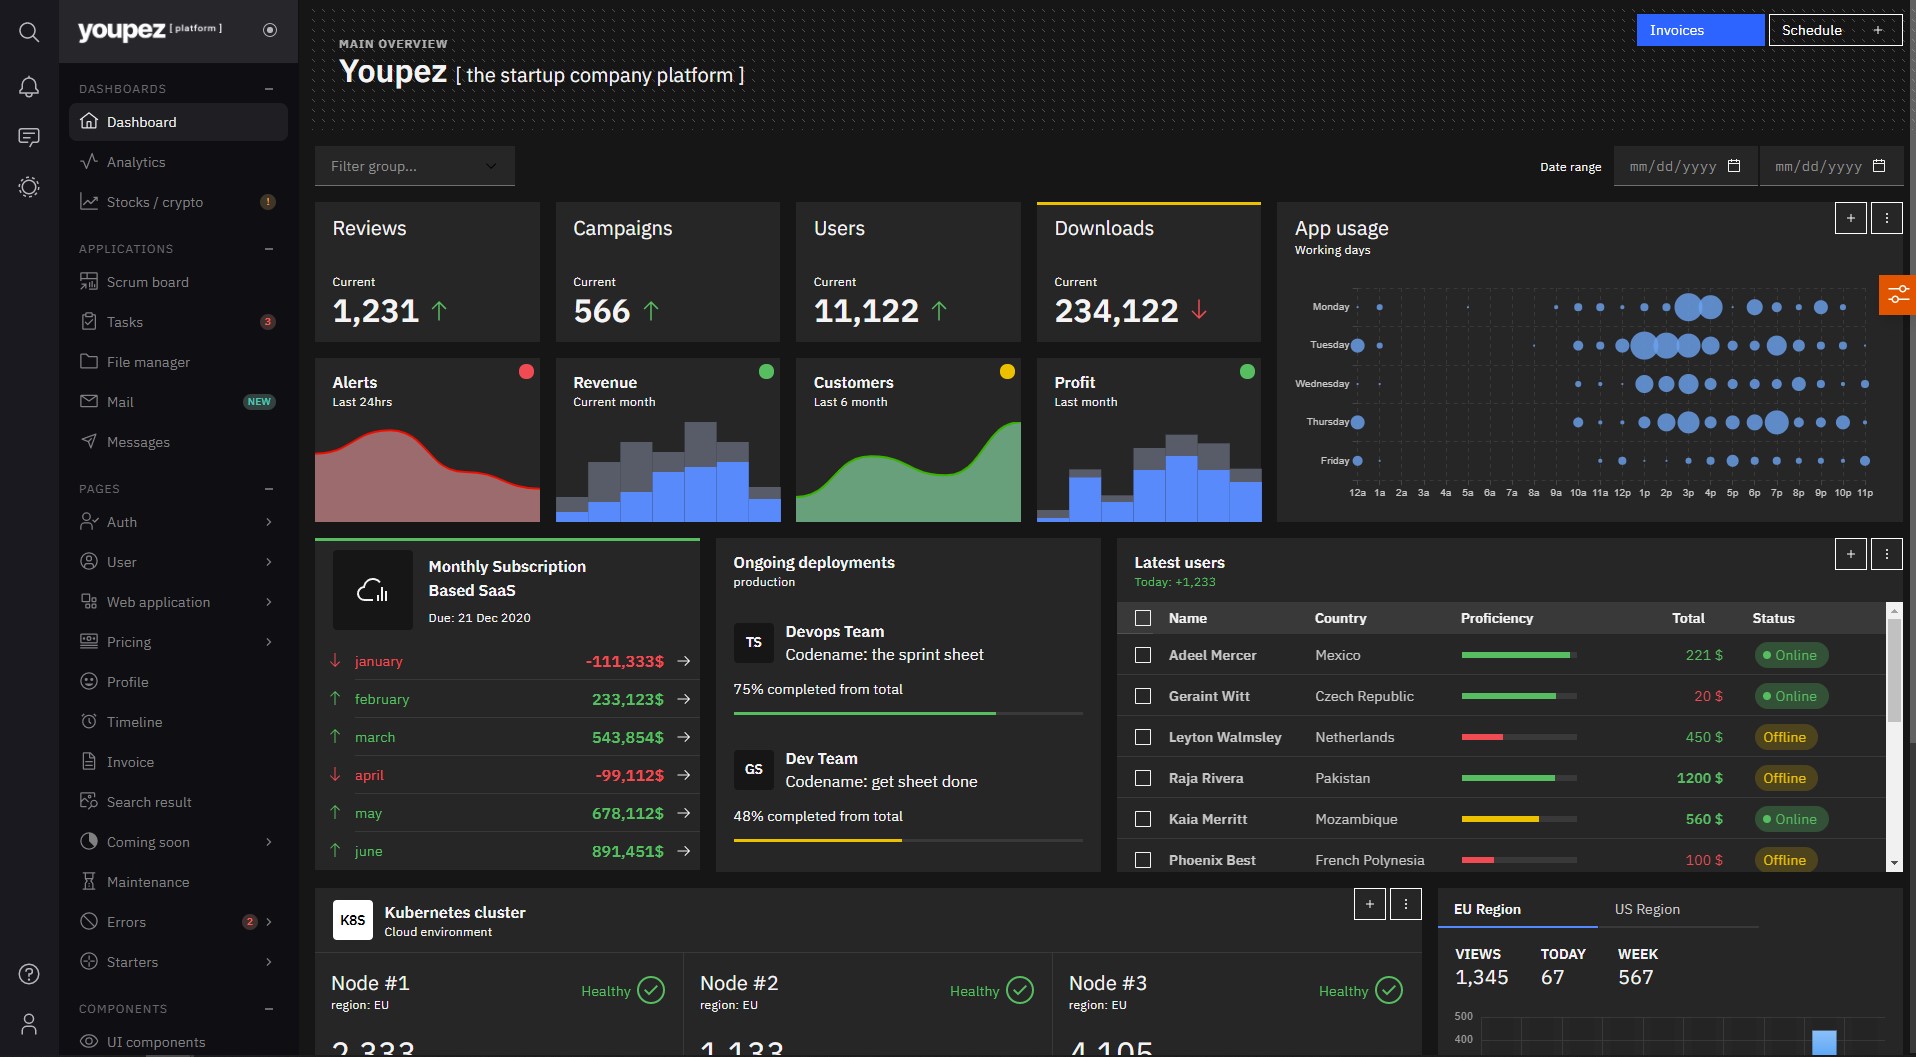 youpez [ platform ]
DASHBOARDS
Dashboard
Analytics
Stocks / crypto !
APPLICATIONS
Scrum board
Tasks 3
File manager
Mail NEW
Messages
PAGES
Auth
User
Web application
Pricing
Profile
Timeline
Invoice
Search result
Coming soon
Maintenance
Errors 2
Starters
COMPONENTS
UI components
MAIN OVERVIEW
Youpez [ the startup company platform ]
Invoices
Schedule +
Filter group...
Date range mm/dd/yyyy mm/dd/yyyy
Reviews
Current
1,231
Campaigns
Current
566
Users
Current
11,122
Downloads
Current
234,122
App usage
Working days
Monday
Tuesday
Wednesday
Thursday
Friday
12a 1a 2a 3a 4a 5a 6a 7a 8a 9a 10a 11a 12p 1p 2p 3p 4p 5p 6p 7p 8p 9p 10p 11p
Alerts
Last 24hrs
Revenue
Current month
Customers
Last 6 month
Profit
Last month
Monthly Subscription
Based SaaS
Due: 21 Dec 2020
january -111,333$
february 233,123$
march 543,854$
april -99,112$
may 678,112$
june 891,451$
Ongoing deployments
production
TS
Devops Team
Codename: the sprint sheet
75% completed from total
GS
Dev Team
Codename: get sheet done
48% completed from total
Latest users
Today: +1,233
Name Country Proficiency Total Status
Adeel Mercer Mexico 221 $ Online
Geraint Witt Czech Republic 20 $ Online
Leyton Walmsley Netherlands 450 $ Offline
Raja Rivera Pakistan 1200 $ Offline
Kaia Merritt Mozambique 560 $ Online
Phoenix Best French Polynesia 100 $ Offline
K8S
Kubernetes cluster
Cloud environment
Node #1
region: EU
Healthy
2,333
Node #2
region: EU
Healthy
1,133
Node #3
region: EU
Healthy
4,105
EU Region US Region
VIEWS TODAY WEEK
1,345 67 567
500
400